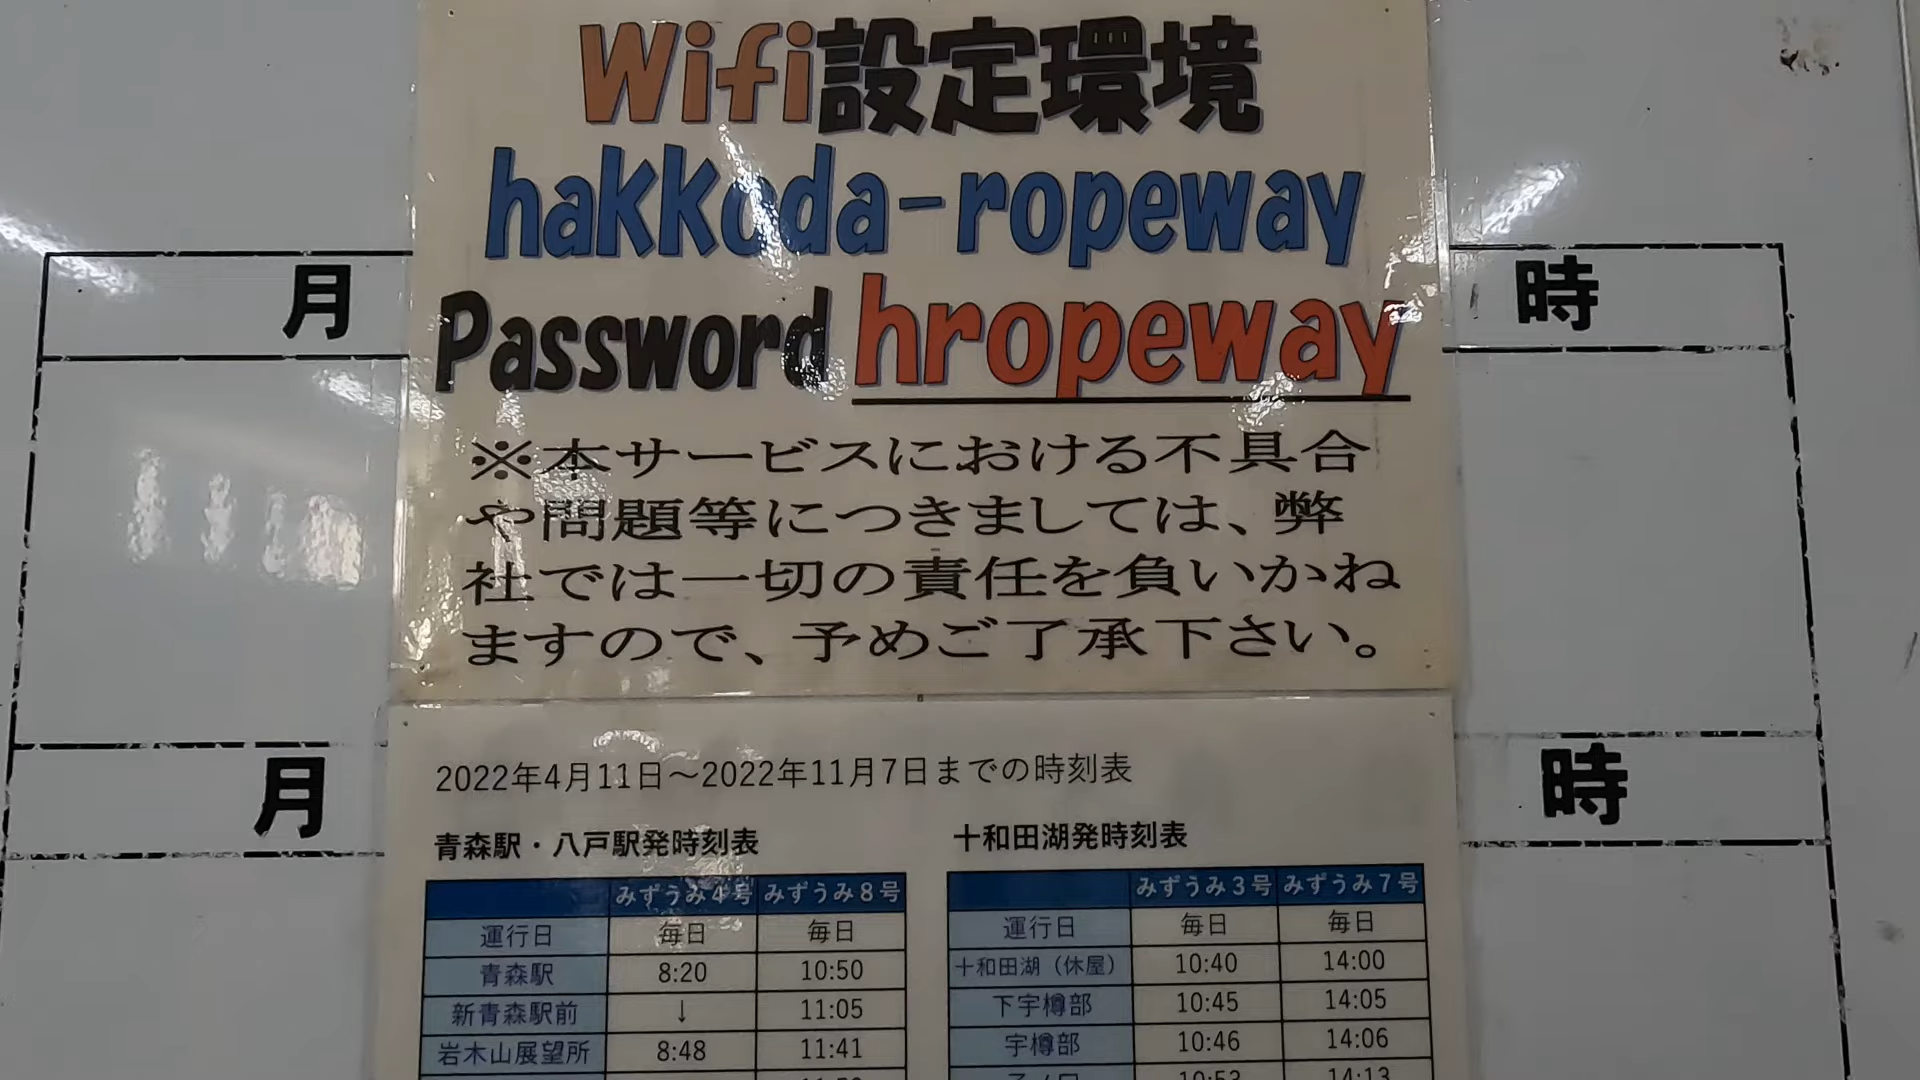 Wifi設定環境
hakkoda-ropeway
Password hropeway
※本サービスにおける不具合
や問題等につきましては、弊
社では一切の責任を負いかね
ますので、予めご了承下さい。
月 時
月 時
2022年4月11日～2022年11月7日までの時刻表
青森駅・八戸駅発時刻表
みずうみ4号 みずうみ8号
運行日 毎日 毎日
青森駅 8:20 10:50
新青森駅前 ↓ 11:05
岩木山展望所 8:48 11:41
十和田湖発時刻表
みずうみ3号 みずうみ7号
運行日 毎日 毎日
十和田湖（休屋） 10:40 14:00
下宇樽部 10:45 14:05
宇樽部 10:46 14:06
10:53 14:13